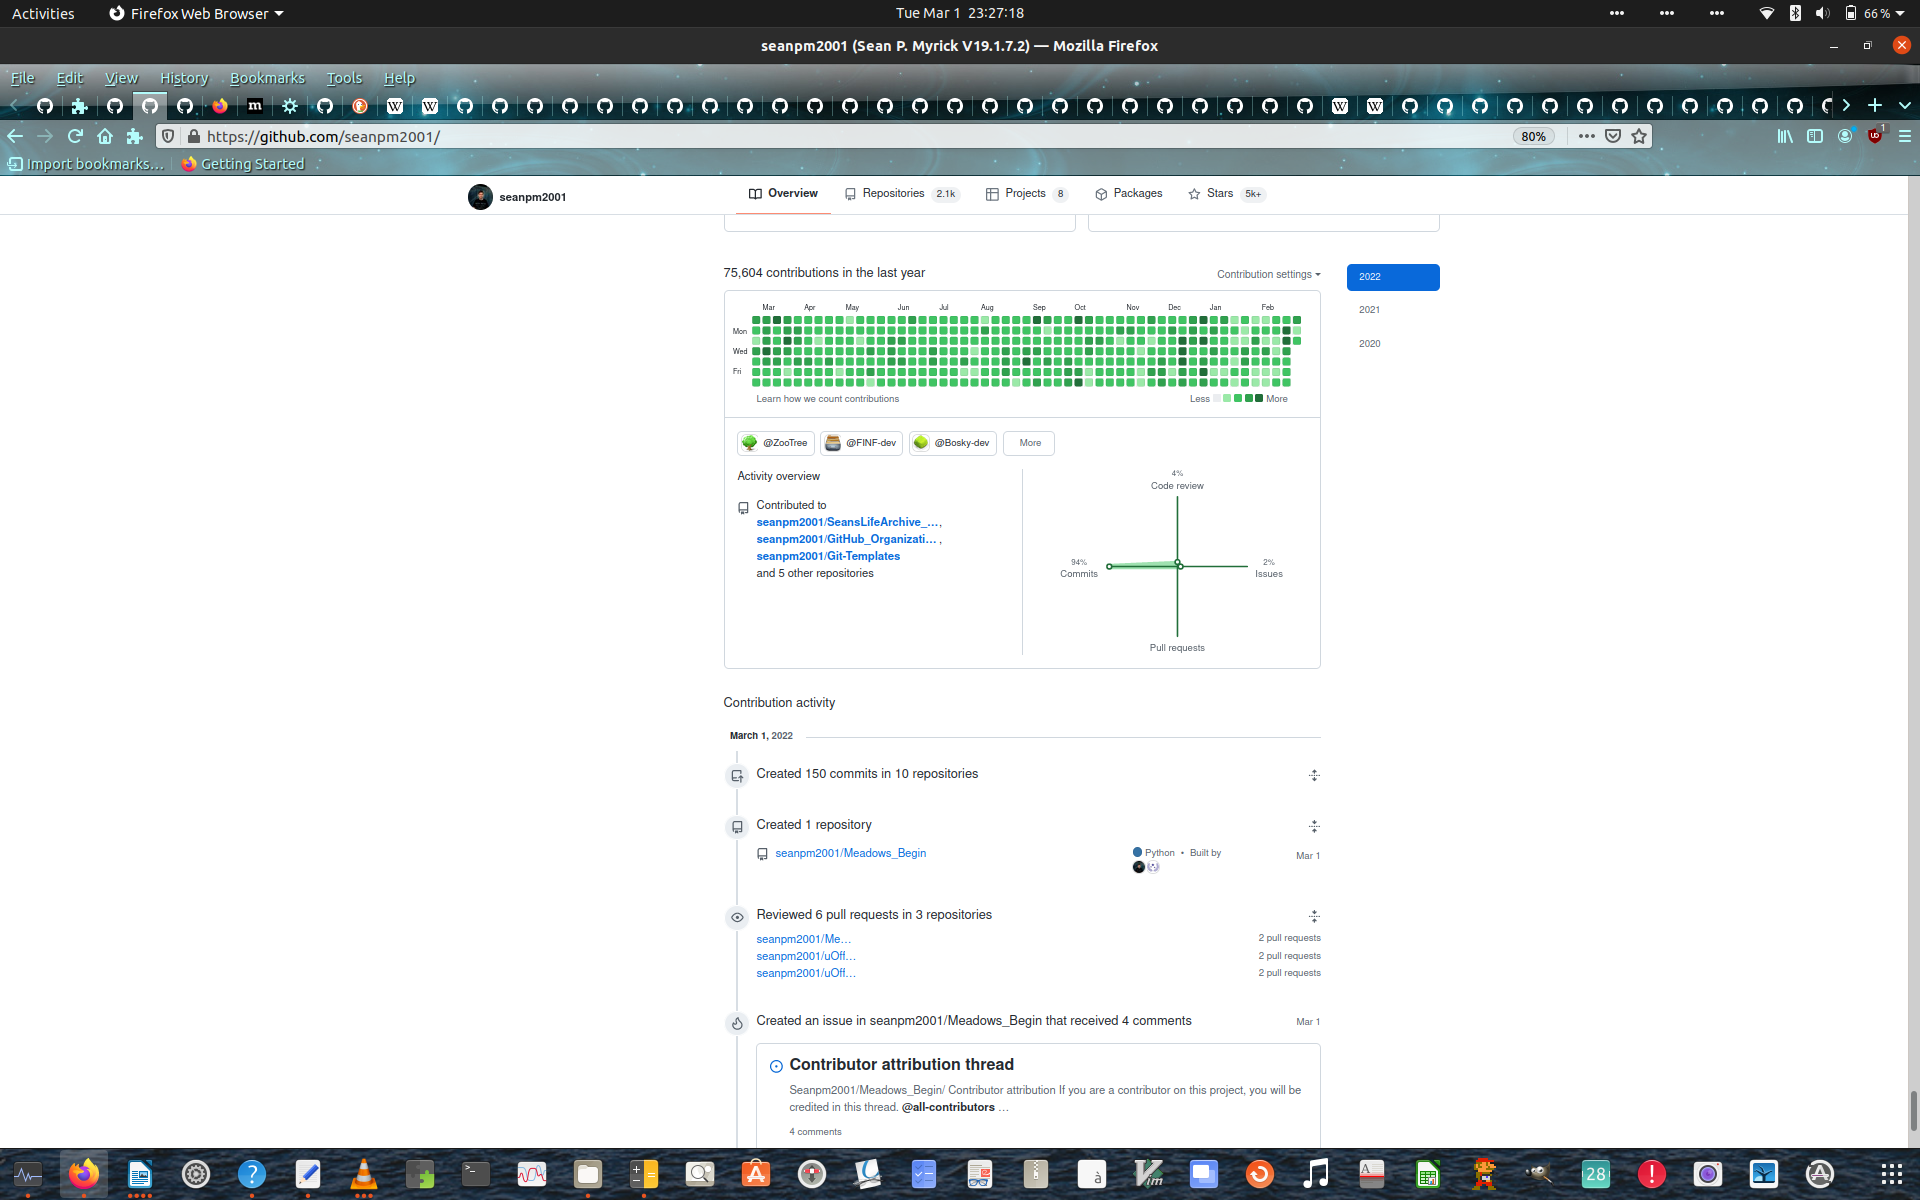 Activities
Firefox Web Browser
Tue Mar 1 23:27:18
66 %
seanpm2001 (Sean P. Myrick V19.1.7.2) — Mozilla Firefox
File Edit View History Bookmarks Tools Help
https://github.com/seanpm2001/
80%
1
Import bookmarks…
Getting Started
seanpm2001
Overview
Repositories 2.1k
Projects 8
Packages
Stars 5k+
75,604 contributions in the last year
Contribution settings
2022
2021
2020
Mar Apr May Jun Jul Aug Sep Oct Nov Dec Jan Feb
Mon
Wed
Fri
Learn how we count contributions
Less More
@ZooTree
@FINF-dev
@Bosky-dev
More
Activity overview
Contributed to
seanpm2001/SeansLifeArchive_… ,
seanpm2001/GitHub_Organizati… ,
seanpm2001/Git-Templates
and 5 other repositories
4%
Code review
94%
Commits
2%
Issues
Pull requests
Contribution activity
March 1, 2022
Created 150 commits in 10 repositories
Created 1 repository
seanpm2001/Meadows_Begin
Python • Built by
Mar 1
Reviewed 6 pull requests in 3 repositories
seanpm2001/Me… 2 pull requests
seanpm2001/uOff… 2 pull requests
seanpm2001/uOff… 2 pull requests
Created an issue in seanpm2001/Meadows_Begin that received 4 comments
Mar 1
Contributor attribution thread
Seanpm2001/Meadows_Begin/ Contributor attribution If you are a contributor on this project, you will be
credited in this thread. @all-contributors …
4 comments
28